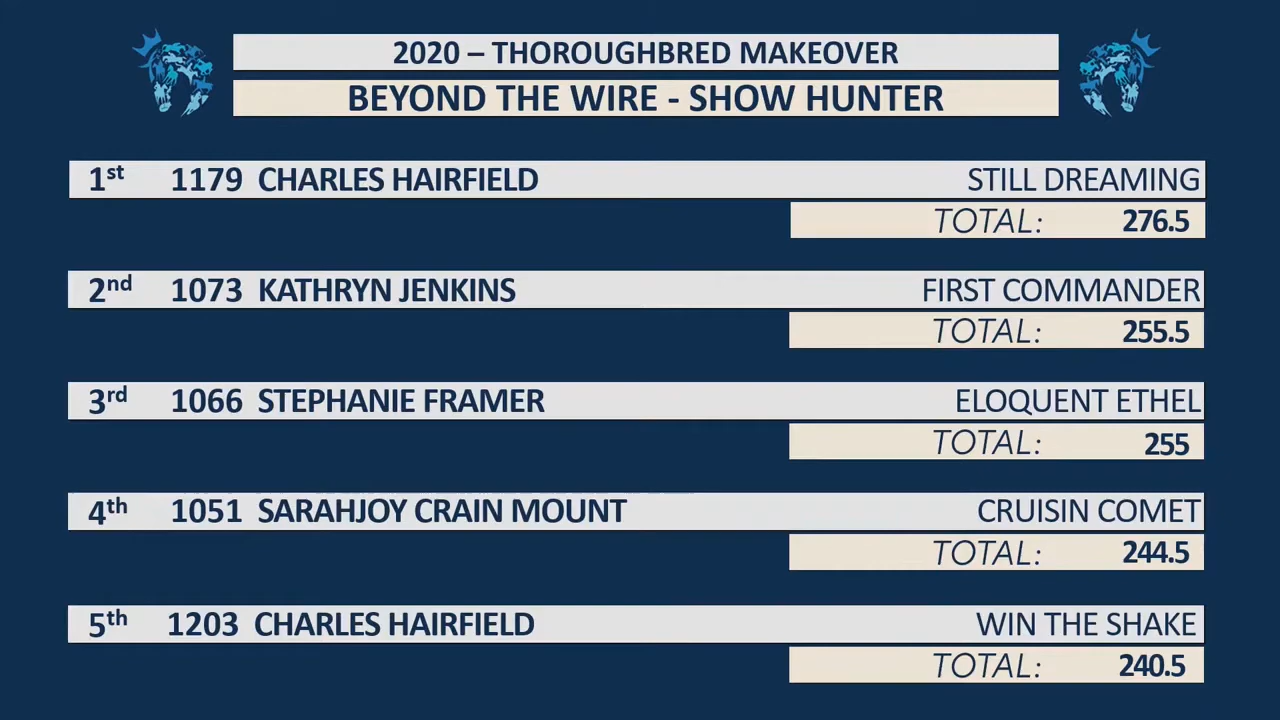 2020 – THOROUGHBRED MAKEOVER
BEYOND THE WIRE - SHOW HUNTER
1st 1179 CHARLES HAIRFIELD STILL DREAMING
TOTAL: 276.5
2nd 1073 KATHRYN JENKINS FIRST COMMANDER
TOTAL: 255.5
3rd 1066 STEPHANIE FRAMER ELOQUENT ETHEL
TOTAL: 255
4th 1051 SARAHJOY CRAIN MOUNT CRUISIN COMET
TOTAL: 244.5
5th 1203 CHARLES HAIRFIELD WIN THE SHAKE
TOTAL: 240.5